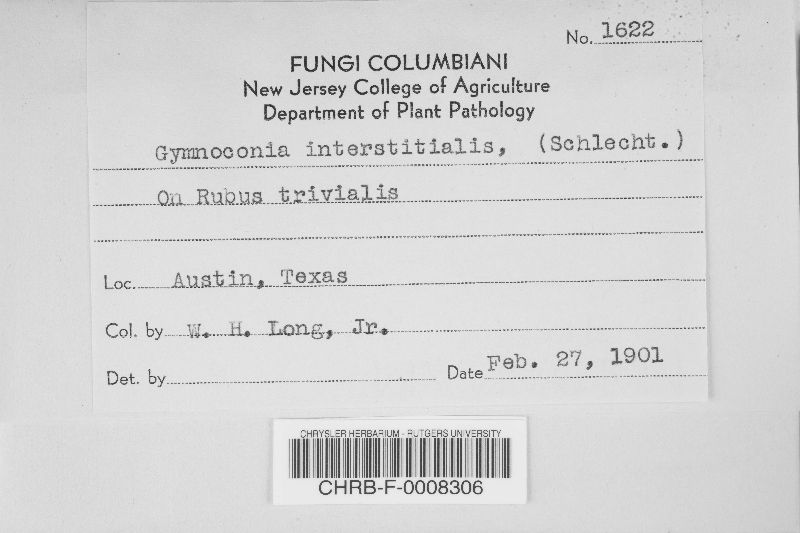 No. 1622
FUNGI COLUMBIANI
New Jersey College of Agriculture
Department of Plant Pathology
Gymnoconia interstitialis, (Schlecht.)
On Rubus trivialis
Loc. Austin, Texas
Col. by W. H. Long, Jr.
Det. by
Date Feb. 27, 1901
CHRYSLER HERBARIUM - RUTGERS UNIVERSITY
CHRB-F-0008306